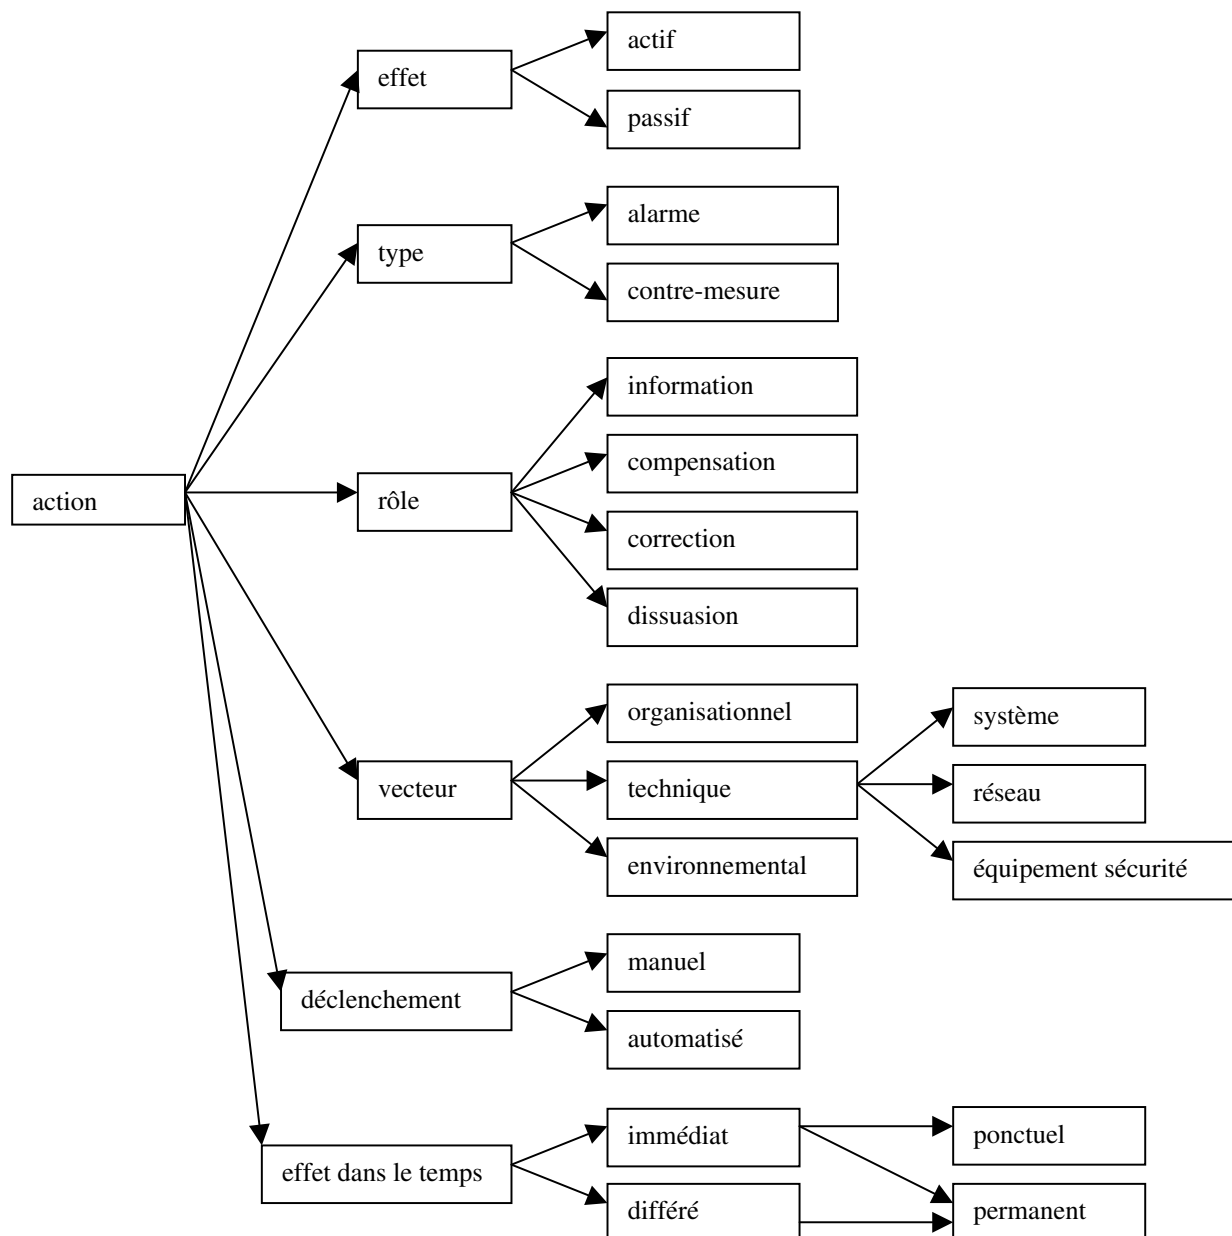 actif
effet
passif
alarme
type
contre-mesure
information
compensation
action
rôle
correction
dissuasion
organisationnel
système
vecteur
technique
réseau
environnemental
équipement sécurité
manuel
déclenchement
automatisé
immédiat
ponctuel
effet dans le temps
différé
permanent